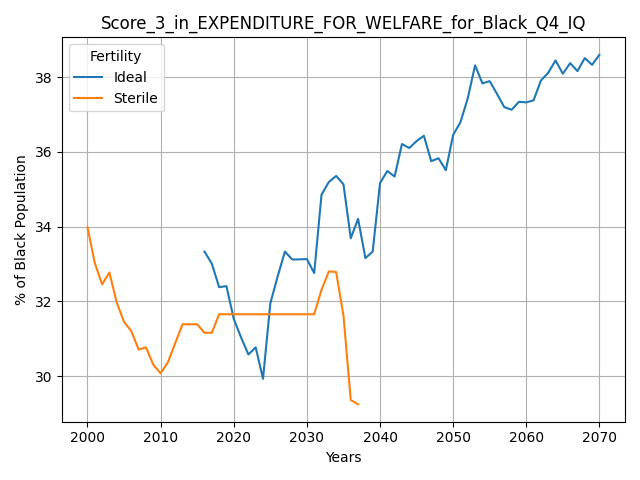 Score_3_in_EXPENDITURE_FOR_WELFARE_for_Black_Q4_IQ
Fertility
Ideal
Sterile
% of Black Population
38
36
34
32
30
2000 2010 2020 2030 2040 2050 2060 2070
Years